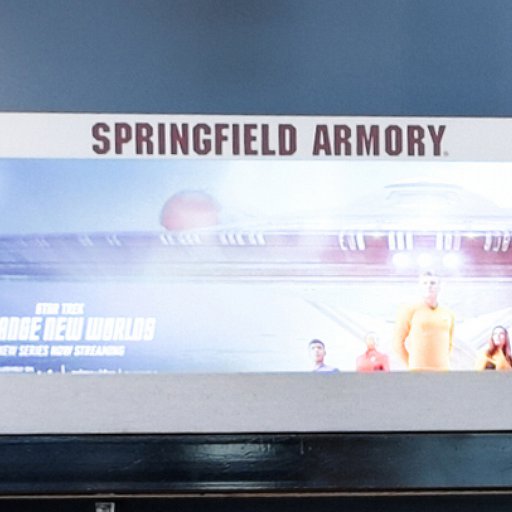 SPRINGFIELD ARMORY
STAR TREK
ANGE NEW WORLDS
NEW SERIES NOW STREAMING